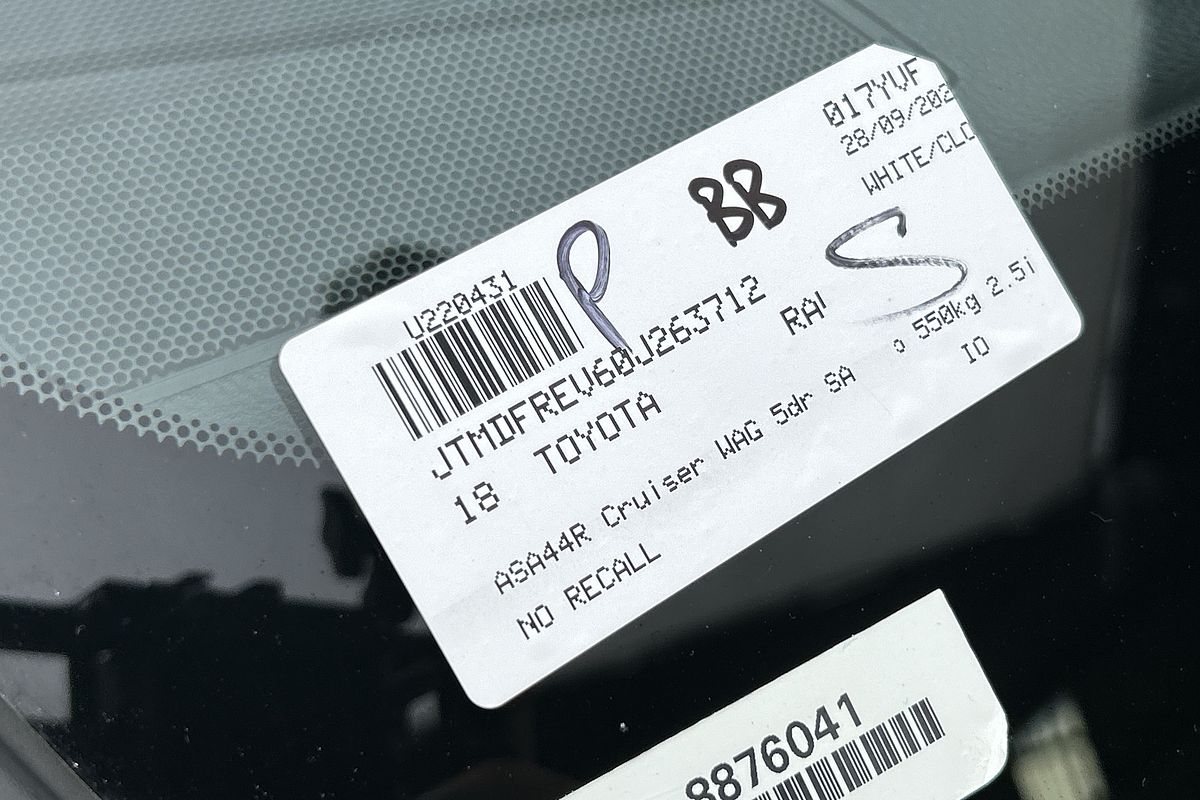 017YVF
28/09/202
WHITE/CLO
BB
P
S
U220431
JTMDFREV60J263712
18 TOYOTA RA
ASA44R Cruiser WAG 5dr SA o 550kg 2.5i
NO RECALL IO
8876041